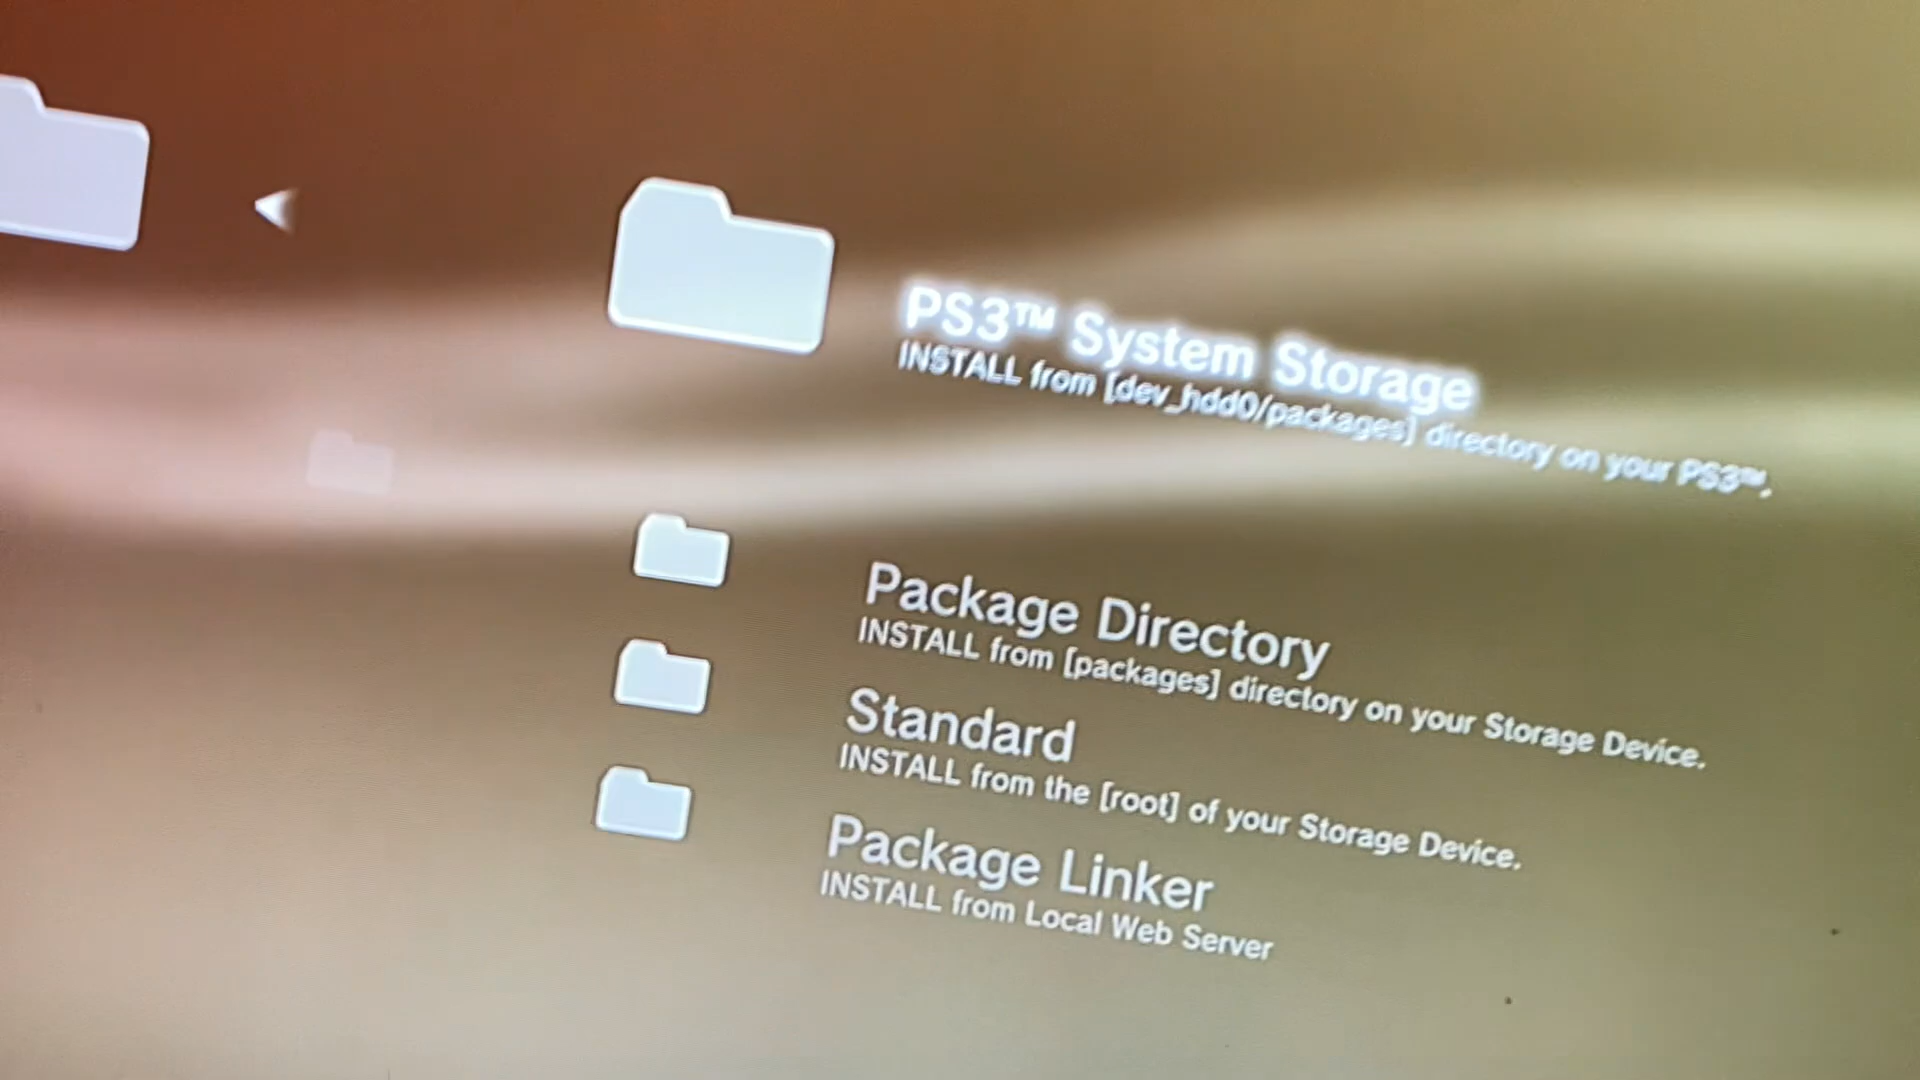 PS3™ System Storage
INSTALL from [dev_hdd0/packages] directory on your PS3™.
Package Directory
INSTALL from [packages] directory on your Storage Device.
Standard
INSTALL from the [root] of your Storage Device.
Package Linker
INSTALL from Local Web Server